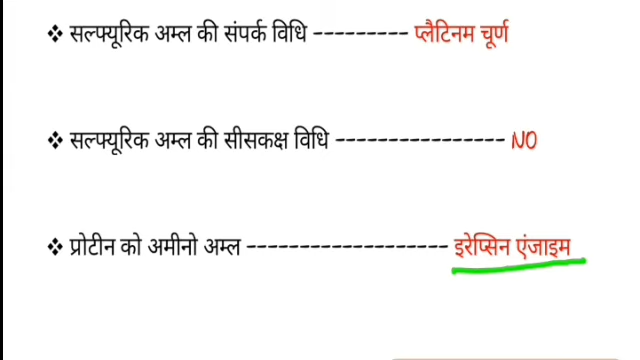 ❖ सल्फ्यूरिक अम्ल की संपर्क विधि --------- प्लैटिनम चूर्ण
❖ सल्फ्यूरिक अम्ल की सीसकक्ष विधि ---------------- NO
❖ प्रोटीन को अमीनो अम्ल ------------------- इरेप्सिन एंजाइम